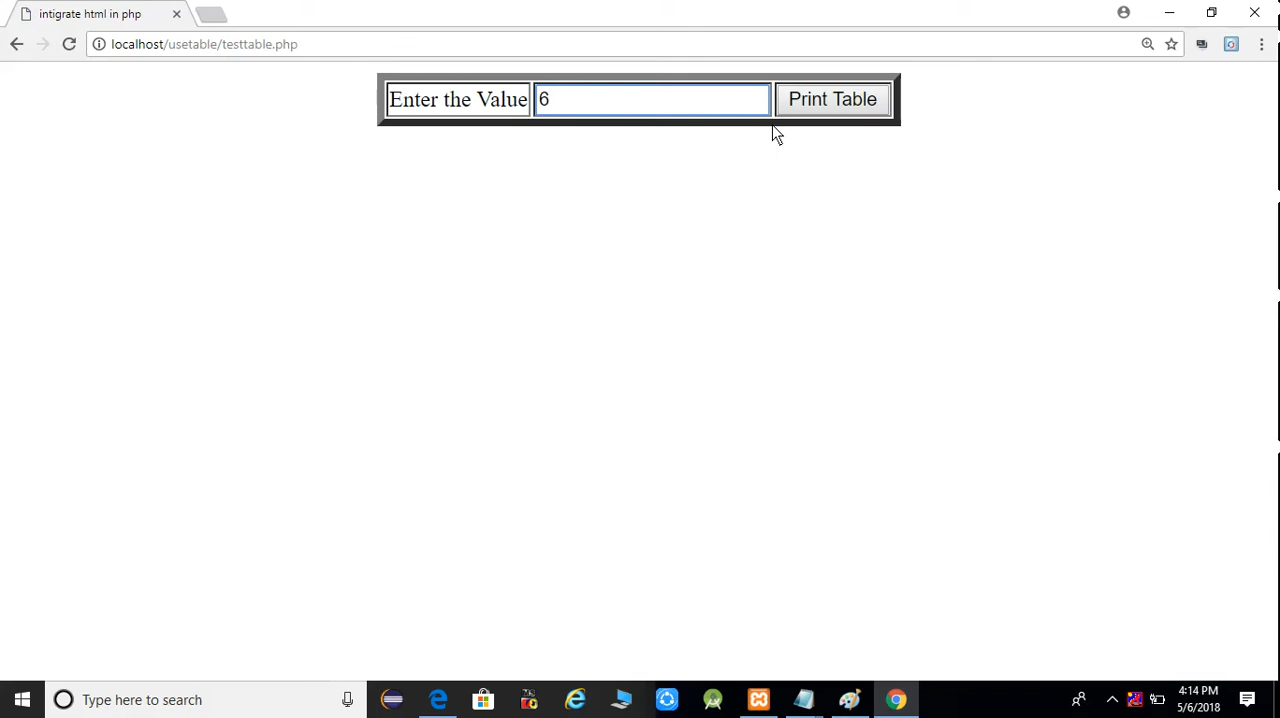 intigrate html in php
localhost/usetable/testtable.php
Enter the Value 6 Print Table
Type here to search
4:14 PM
5/6/2018